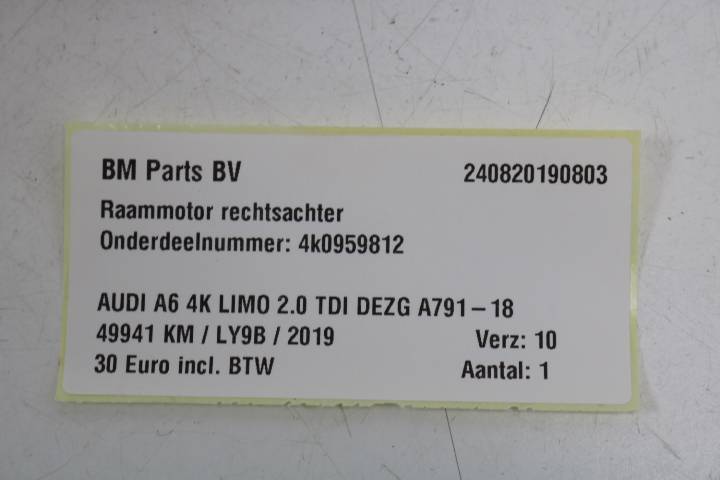 BM Parts BV 240820190803
Raammotor rechtsachter
Onderdeelnummer: 4k0959812
AUDI A6 4K LIMO 2.0 TDI DEZG A791-18
49941 KM / LY9B / 2019 Verz: 10
30 Euro incl. BTW Aantal: 1